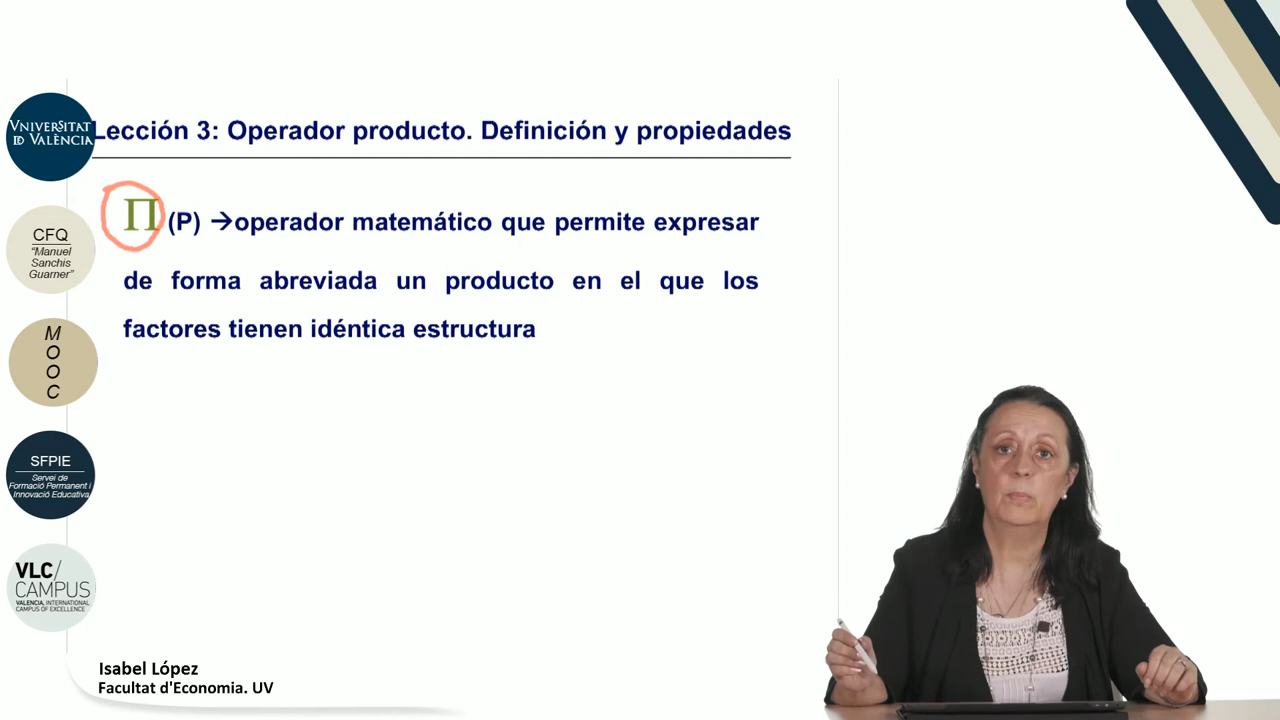 Lección 3: Operador producto. Definición y propiedades
Π (P) →operador matemático que permite expresar
de forma abreviada un producto en el que los
factores tienen idéntica estructura
VNIVERSITAT
ID VALÈNCIA
CFQ
"Manuel
Sanchis
Guarner"
M
O
O
C
SFPIE
Servei de
Formació Permanent i
Innovació Educativa
VLC/
CAMPUS
VALENCIA, INTERNATIONAL
CAMPUS OF EXCELLENCE
Isabel López
Facultat d'Economia. UV